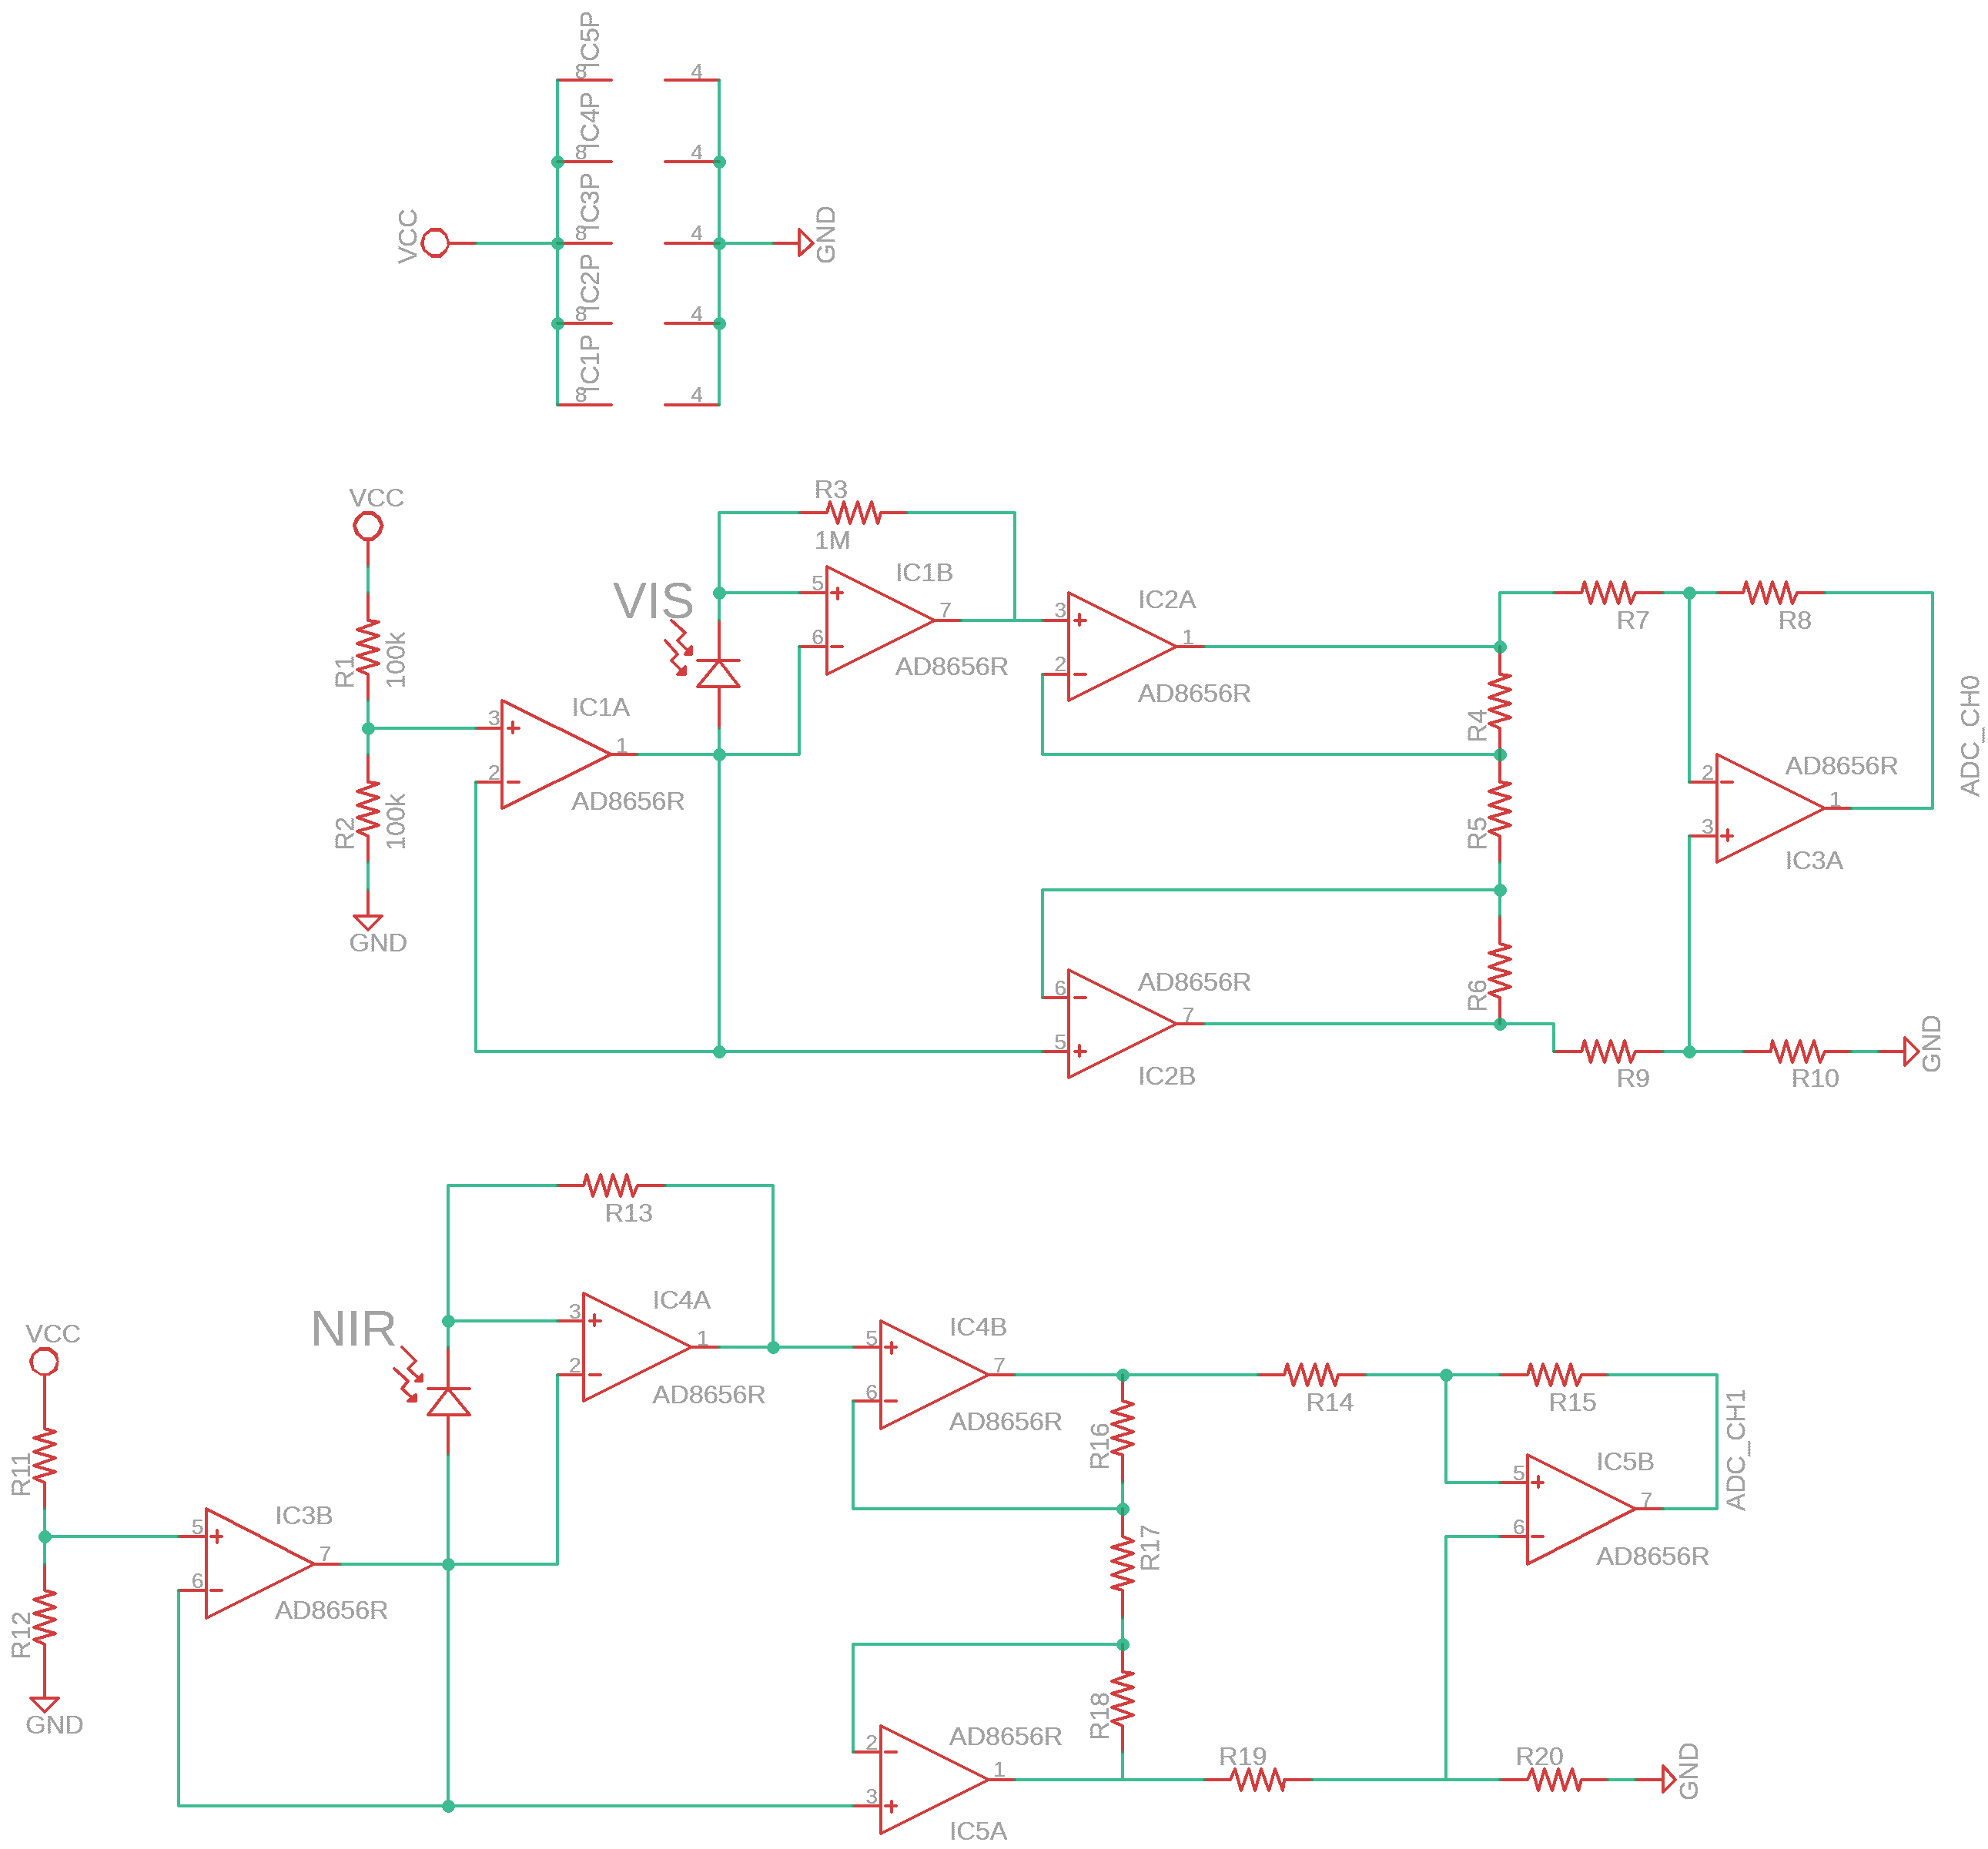 IC5P
8
4
IC4P
8
4
IC3P
8
4
VCC
GND
IC2P
8
4
IC1P
8
4
VCC
R1
100k
R2
100k
GND
3
2
1
IC1A
AD8656R
VIS
R3
1M
5
6
7
IC1B
AD8656R
3
2
1
IC2A
AD8656R
R4
R5
R6
6
5
7
AD8656R
IC2B
R7
R8
2
3
1
AD8656R
IC3A
ADC_CH0
R9
R10
GND
VCC
R11
R12
GND
5
6
7
IC3B
AD8656R
NIR
R13
3
2
1
IC4A
AD8656R
5
6
7
IC4B
AD8656R
R16
R17
R18
2
3
1
AD8656R
IC5A
R14
R15
5
6
7
IC5B
AD8656R
ADC_CH1
R19
R20
GND